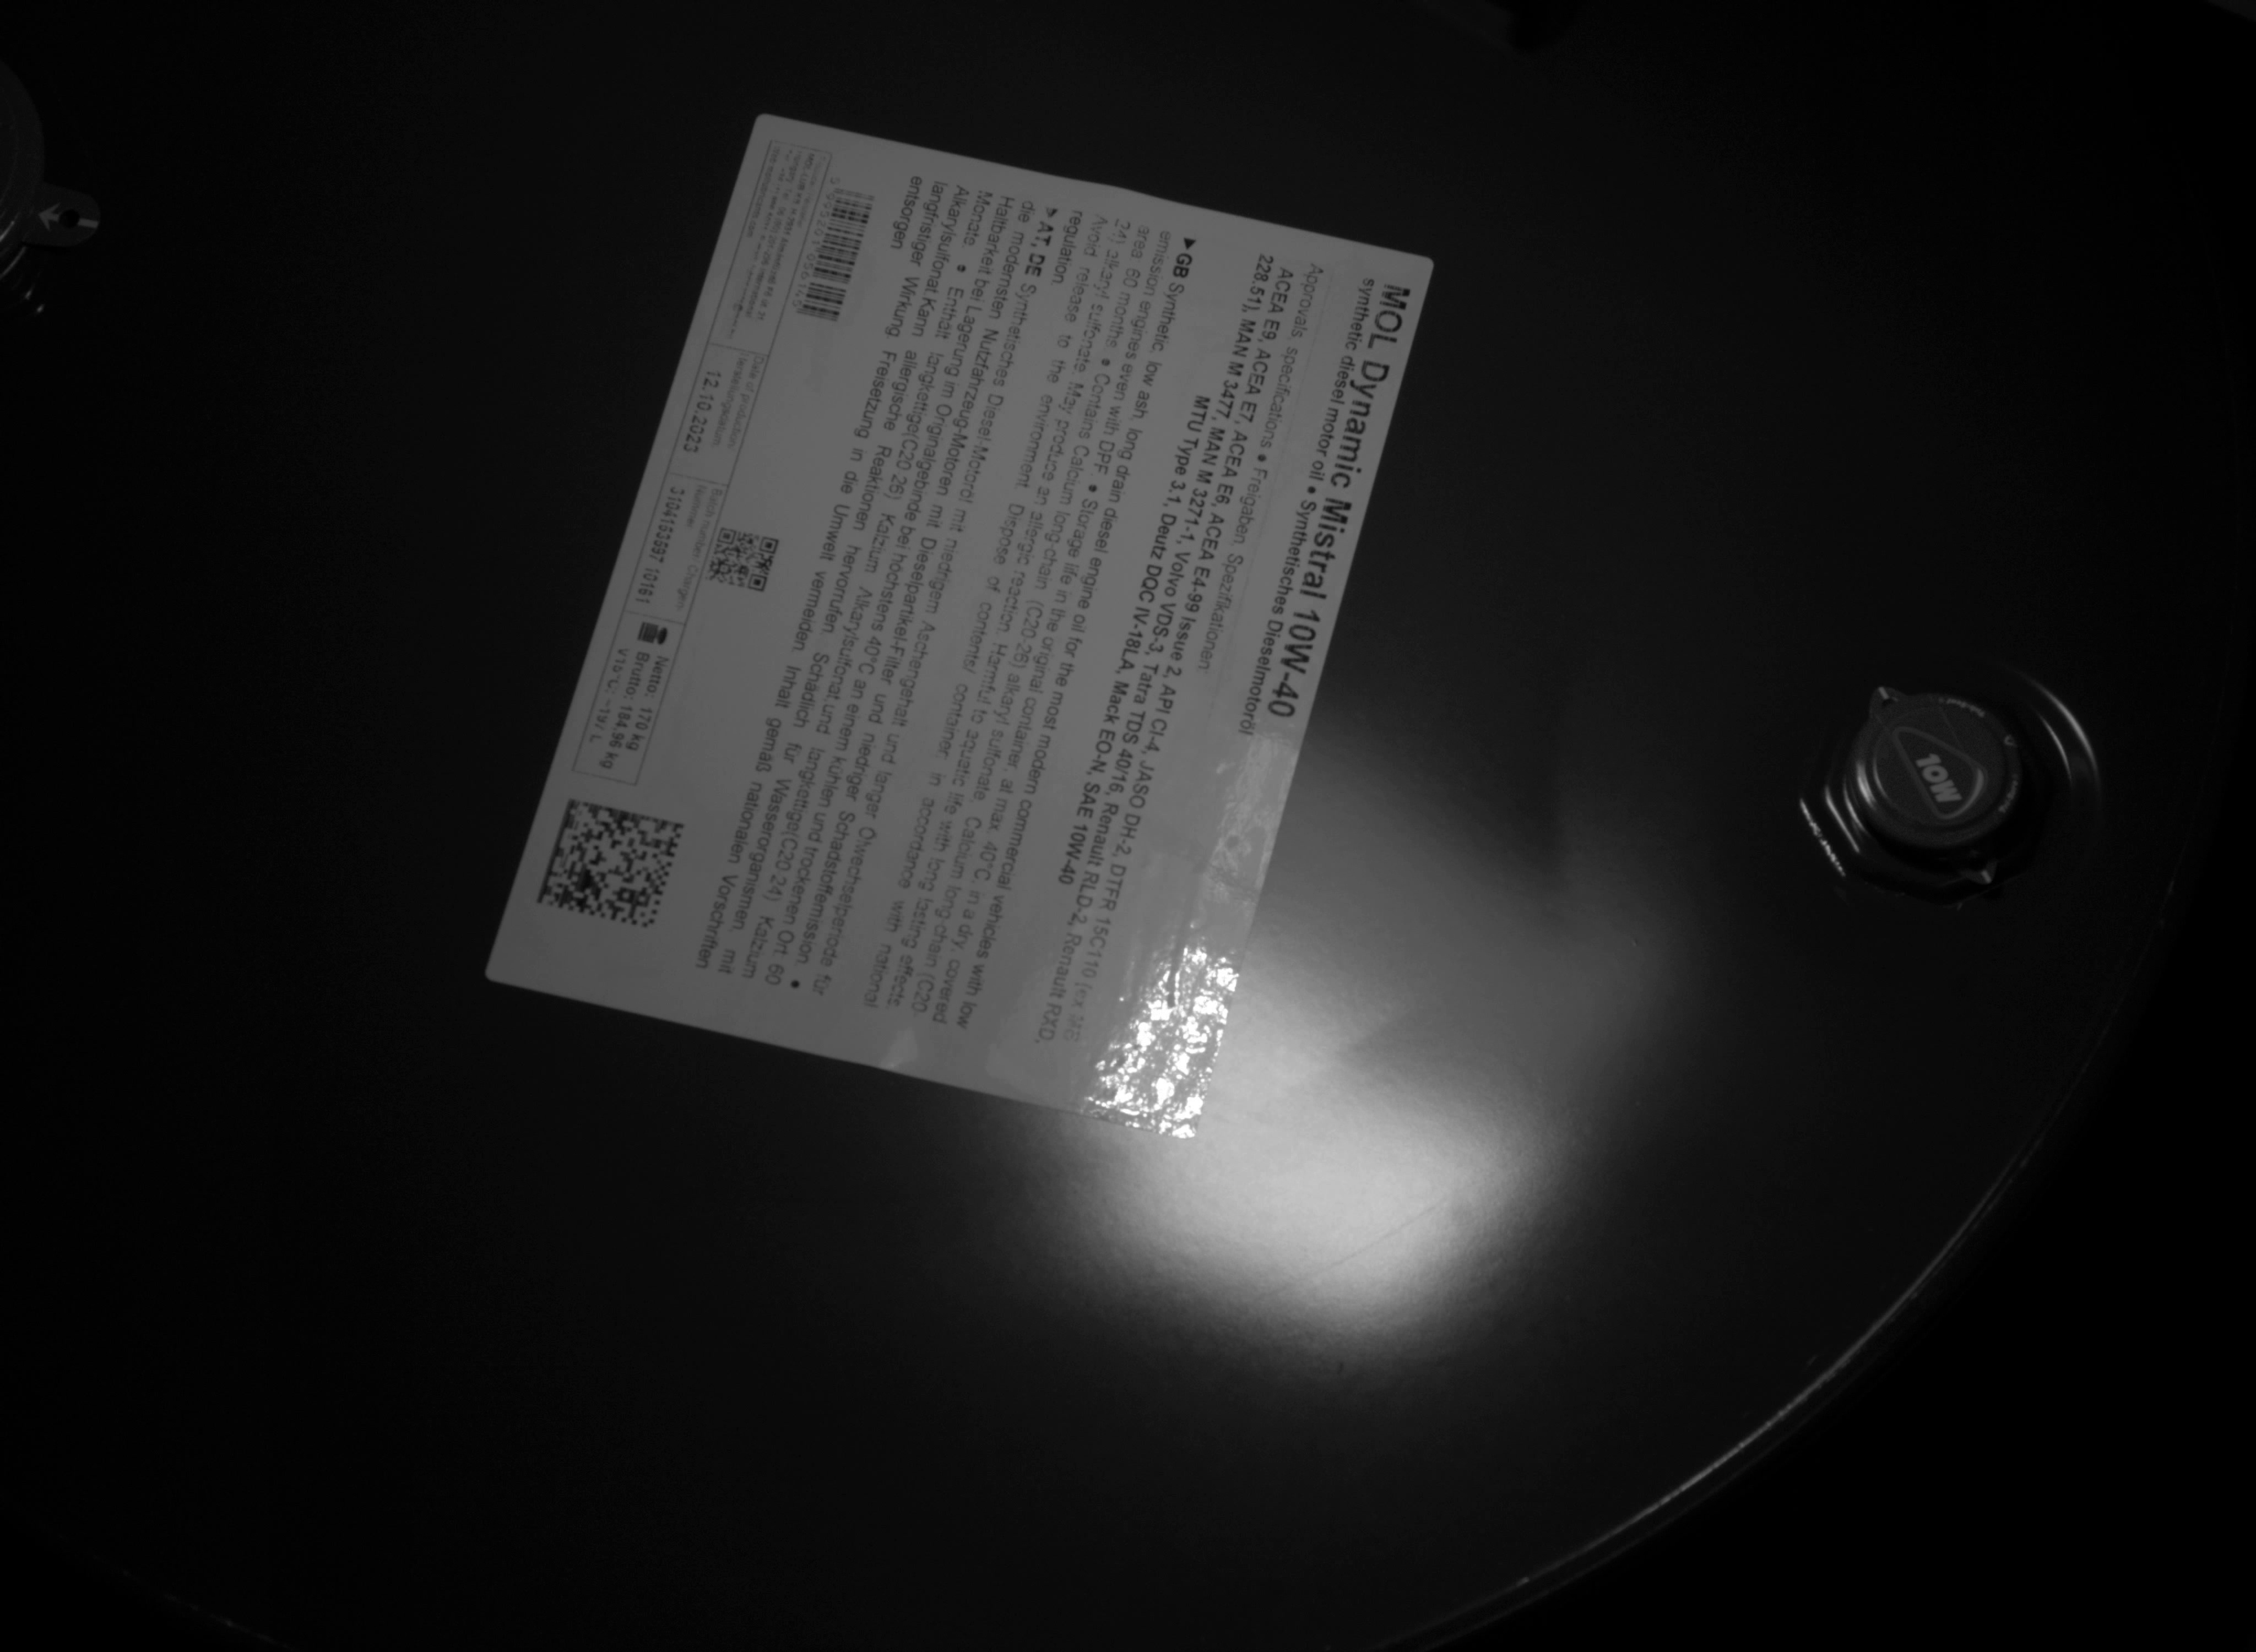 MOL Dynamic Mistral 10W-40
synthetic diesel motor oil • Synthetisches Dieselmotoröl
Approvals, specifications • Freigaben, Spezifikationen:
ACEA E9, ACEA E7, ACEA E6, ACEA E4-99 Issue 2, API CI-4, JASO DH-2, DTFR 15C110 (ex MB
228.51), MAN M 3477, MAN M 3271-1, Volvo VDS-3, Tatra TDS 40/16, Renault RLD-2, Renault RXD,
MTU Type 3.1, Deutz DQC IV-18LA, Mack EO-N, SAE 10W-40
►GB Synthetic, low ash, long drain diesel engine oil for the most modern commercial vehicles with low
emission engines even with DPF. • Storage life in the original container, at max. 40°C, in a dry, covered
area: 60 months. • Contains Calcium long-chain (C20-26) alkaryl sulfonate, Calcium long chain (C20-
24) alkaryl sulfonate. May produce an allergic reaction. Harmful to aquatic life with long lasting effects.
Avoid release to the environment. Dispose of contents/ container in accordance with national
regulation.
►AT, DE Synthetisches Diesel-Motoröl mit niedrigem Aschengehalt und langer Ölwechselperiode für
die modernsten Nutzfahrzeug-Motoren mit Dieselpartikel-Filter und niedriger Schadstoffemission. •
Haltbarkeit bei Lagerung im Originalgebinde bei höchstens 40°C an einem kühlen und trockenen Ort: 60
Monate. • Enthält langkettige(C20-26) Kalzium Alkarylsulfonat und langkettige(C20-24) Kalzium
Alkarylsulfonat.Kann allergische Reaktionen hervorrufen. Schädlich für Wasserorganismen, mit
langfristiger Wirkung. Freisetzung in die Umwelt vermeiden. Inhalt gemäß nationalen Vorschriften
entsorgen.
Date of production:
12.10.2023
Batch number: Chargen-
Nummer:
Netto: 170 kg
Brutto: 184,96 kg
10W